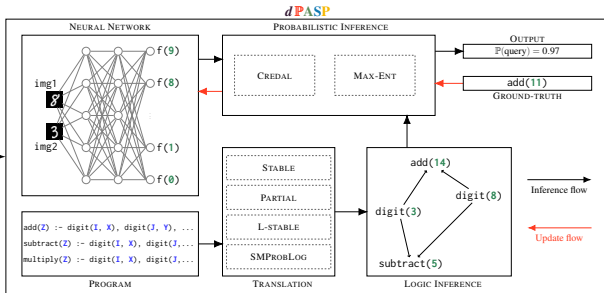 dPASP
NEURAL NETWORK
img1
8
3
img2
f(9)
f(8)
f(1)
f(0)
PROBABILISTIC INFERENCE
CREDAL
MAX-ENT
OUTPUT
ℙ(query) = 0.97
add(11)
GROUND-TRUTH
add(Z) :- digit(I, X), digit(J, Y), ...
subtract(Z) :- digit(I, X), digit(J,...
multiply(Z) :- digit(I, X), digit(J,...
PROGRAM
STABLE
PARTIAL
L-STABLE
SMPROBLOG
TRANSLATION
add(14)
digit(8)
digit(3)
subtract(5)
LOGIC INFERENCE
Inference flow
Update flow